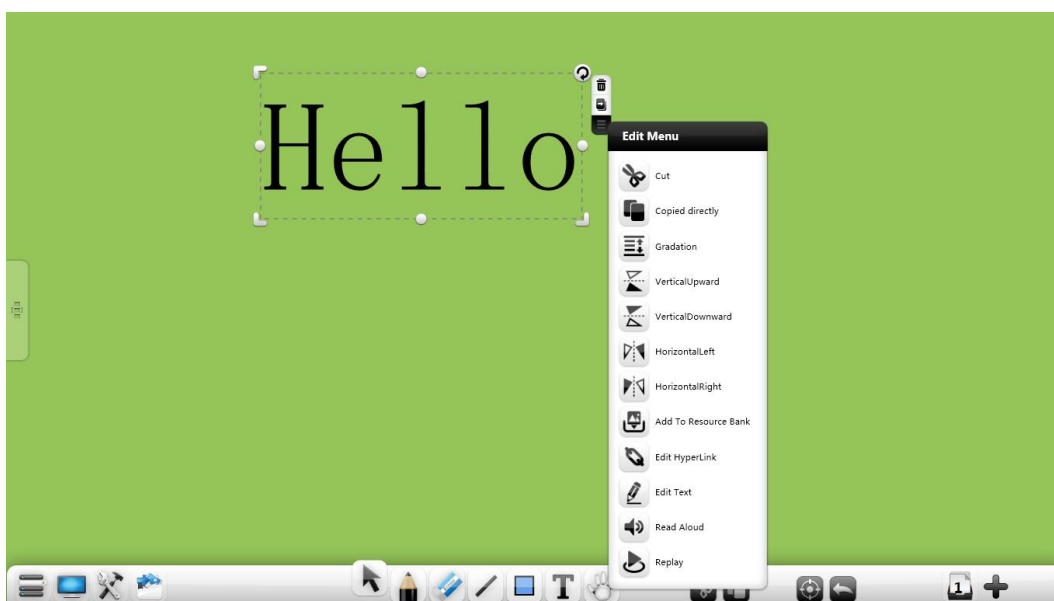 Hello
Edit Menu
Cut
Copied directly
Gradation
VerticalUpward
VerticalDownward
HorizontalLeft
HorizontalRight
Add To Resource Bank
Edit HyperLink
Edit Text
Read Aloud
Replay
T
1